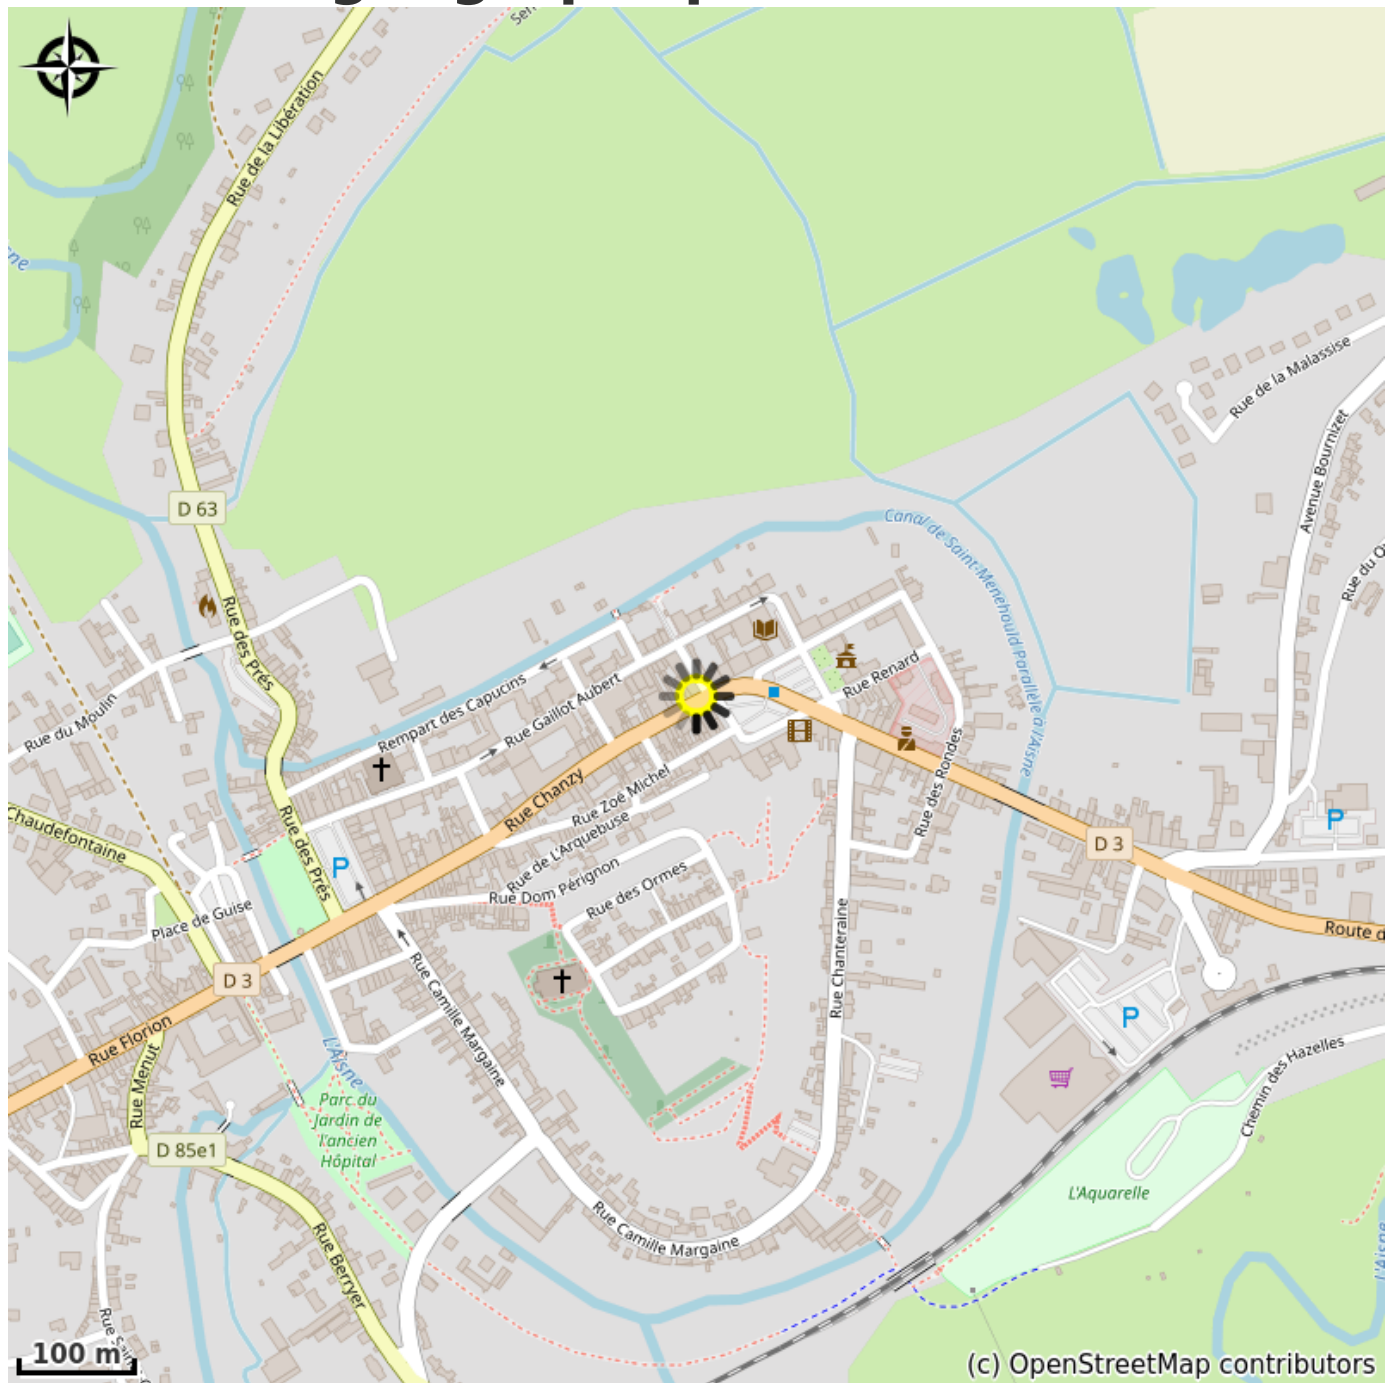 Rue de la Libération
Rue de la Malassise
Avenue Bournizet
D 63
Canal de Saint-Menehould Parallèle à l'Aisne
Rue des Prés
Rue Renard
Rue du Moulin
Rempart des Capucins
Rue Gaillot Aubert
Rue Chanzy
Rue Zoé Michel
Rue de L'Arquebuse
Rue des Rondes
P
Chaudefontaine
Rue des Prés
P
D 3
Rue Dom Pérignon
Rue des Ormes
Place de Guise
Rue Chanteraine
Route d
D 3
Rue Camille Margaine
P
Rue Florion
Rue Menut
L'Aisne
Chemin des Hazelles
Parc du
Jardin de
l'ancien
Hôpital
D 85e1
L'Aquarelle
Rue Camille Margaine
Rue Berryer
L'Aisne
100 m
(c) OpenStreetMap contributors